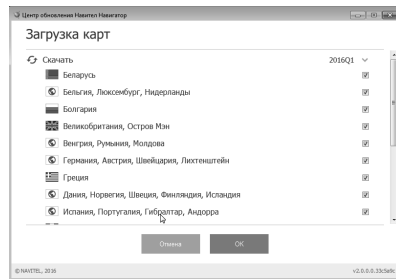 Центр обновления Навител Навигатор
Загрузка карт
Скачать 2016Q1
Беларусь
Бельгия, Люксембург, Нидерланды
Болгария
Великобритания, Остров Мэн
Венгрия, Румыния, Молдова
Германия, Австрия, Швейцария, Лихтенштейн
Греция
Дания, Норвегия, Швеция, Финляндия, Исландия
Испания, Португалия, Гибралтар, Андорра
Отмена OK
© NAVITEL, 2016